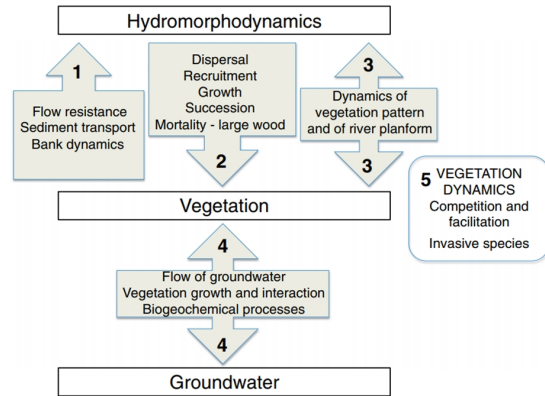 Hydromorphodynamics
1
Flow resistance
Sediment transport
Bank dynamics
Dispersal
Recruitment
Growth
Succession
Mortality - large wood
2
3
Dynamics of
vegetation pattern
and of river planform
3
5 VEGETATION
DYNAMICS
Competition and
facilitation
Invasive species
Vegetation
4
Flow of groundwater
Vegetation growth and interaction
Biogeochemical processes
4
Groundwater